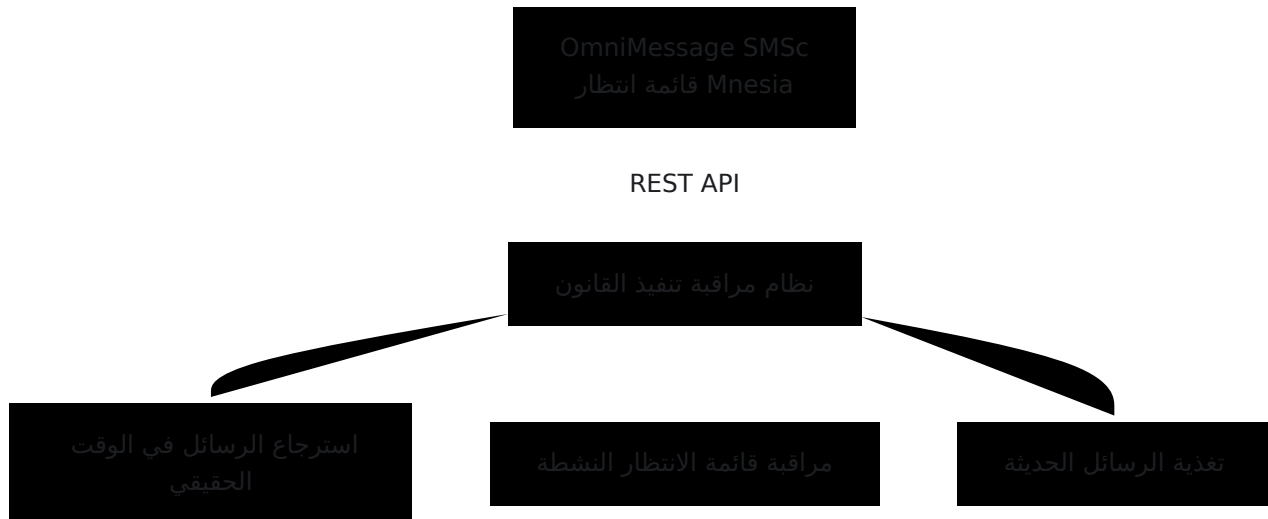 OmniMessage SMSc
قائمة انتظار Mnesia
REST API
نظام مراقبة تنفيذ القانون
استرجاع الرسائل في الوقت
الحقيقي
مراقبة قائمة الانتظار النشطة
تغذية الرسائل الحديثة